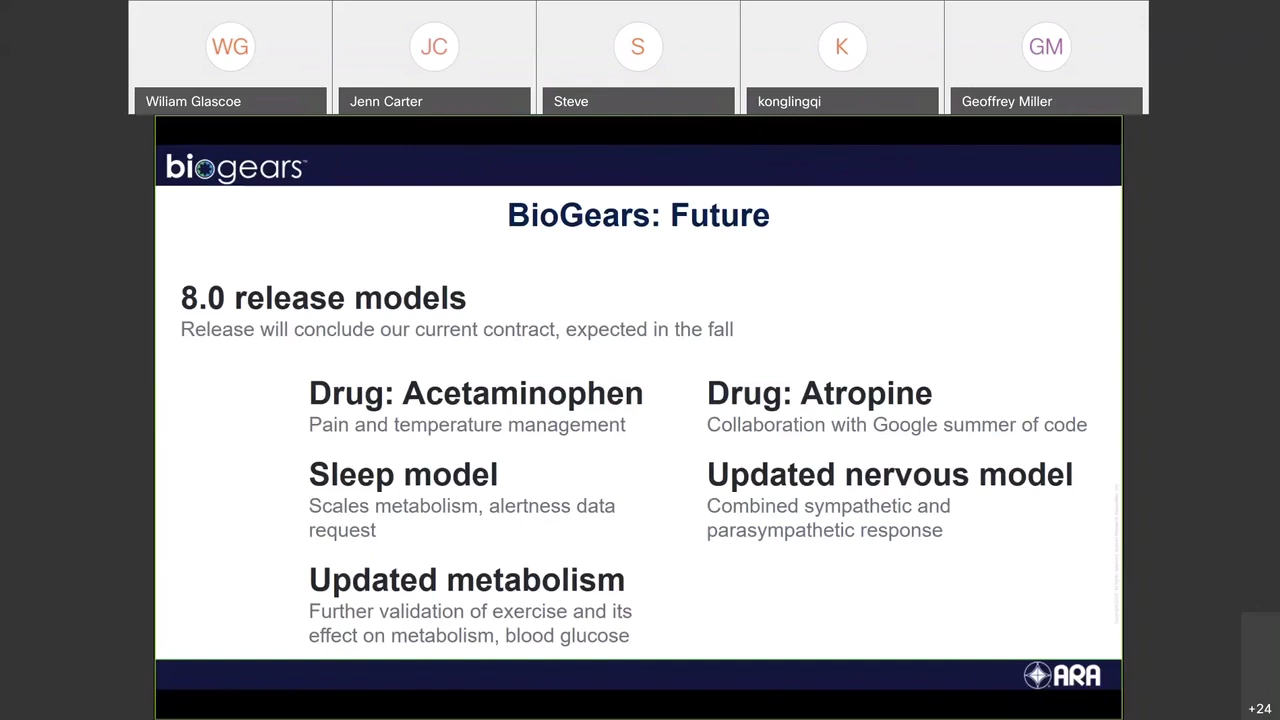 WG
JC
S
K
GM
Wiliam Glascoe
Jenn Carter
Steve
konglingqi
Geoffrey Miller
biogears™
BioGears: Future
8.0 release models
Release will conclude our current contract, expected in the fall
Drug: Acetaminophen
Pain and temperature management
Drug: Atropine
Collaboration with Google summer of code
Sleep model
Scales metabolism, alertness data
request
Updated nervous model
Combined sympathetic and
parasympathetic response
Updated metabolism
Further validation of exercise and its
effect on metabolism, blood glucose
ARA
+24